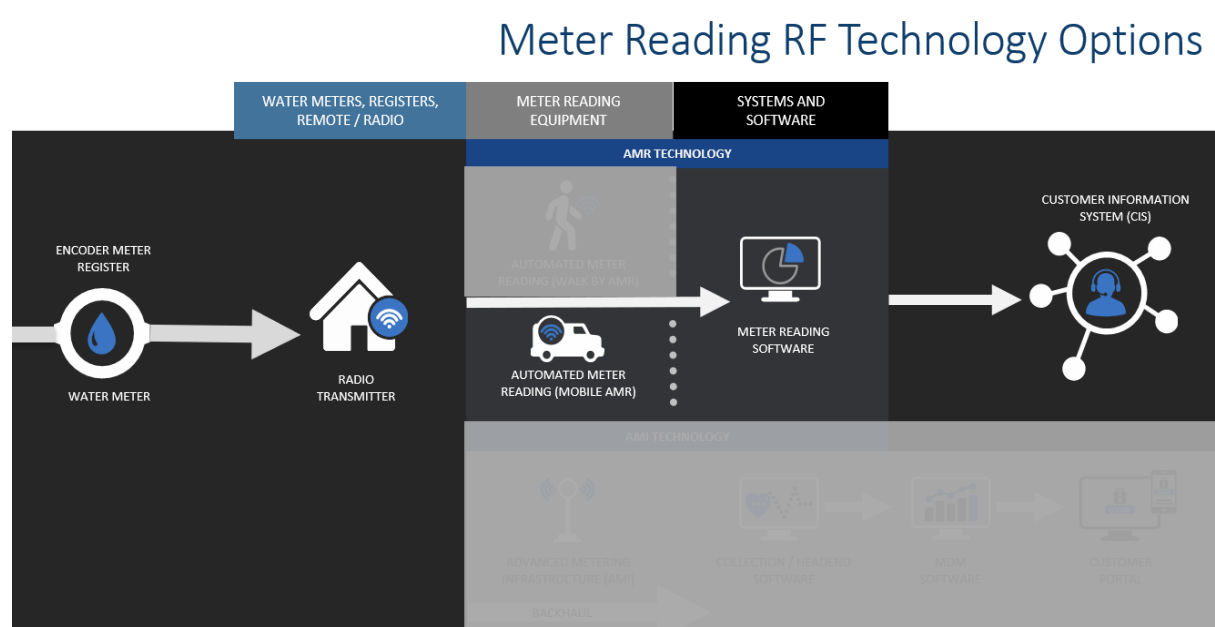 Meter Reading RF Technology Options
WATER METERS, REGISTERS,
REMOTE / RADIO
METER READING
EQUIPMENT
SYSTEMS AND
SOFTWARE
AMR TECHNOLOGY
ENCODER METER
REGISTER
WATER METER
RADIO
TRANSMITTER
AUTOMATED METER
READING (WALK BY AMR)
AUTOMATED METER
READING (MOBILE AMR)
METER READING
SOFTWARE
CUSTOMER INFORMATION
SYSTEM (CIS)
AMI TECHNOLOGY
ADVANCED METERING
INFRASTRUCTURE (AMI)
BACKHAUL
COLLECTION / HEADEND
SOFTWARE
MDM
SOFTWARE
CUSTOMER
PORTAL